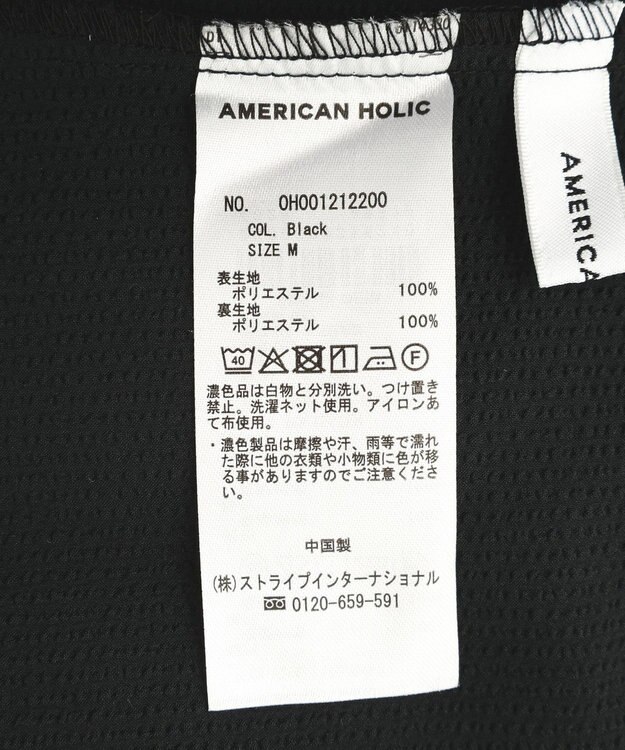 AMERICAN HOLIC
NO. OH001212200
COL. Black
SIZE M
表生地
ポリエステル 100%
裏生地
ポリエステル 100%
40
F
濃色品は白物と分別洗い。つけ置き
禁止。洗濯ネット使用。アイロンあ
て布使用。
・濃色製品は摩擦や汗、雨等で濡れ
た際に他の衣類や小物類に色が移
る事がありますのでご注意くださ
い。
中国製
(株)ストライプインターナショナル
0120-659-591
AMERICA